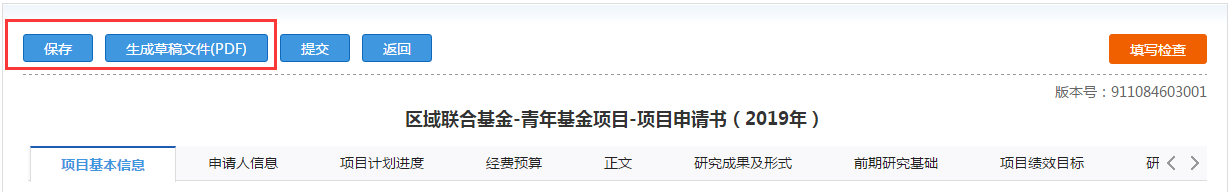 保存 生成草稿文件(PDF) 提交 返回 填写检查
版本号：911084603001
区域联合基金-青年基金项目-项目申请书（2019年）
项目基本信息 申请人信息 项目计划进度 经费预算 正文 研究成果及形式 前期研究基础 项目绩效目标 研